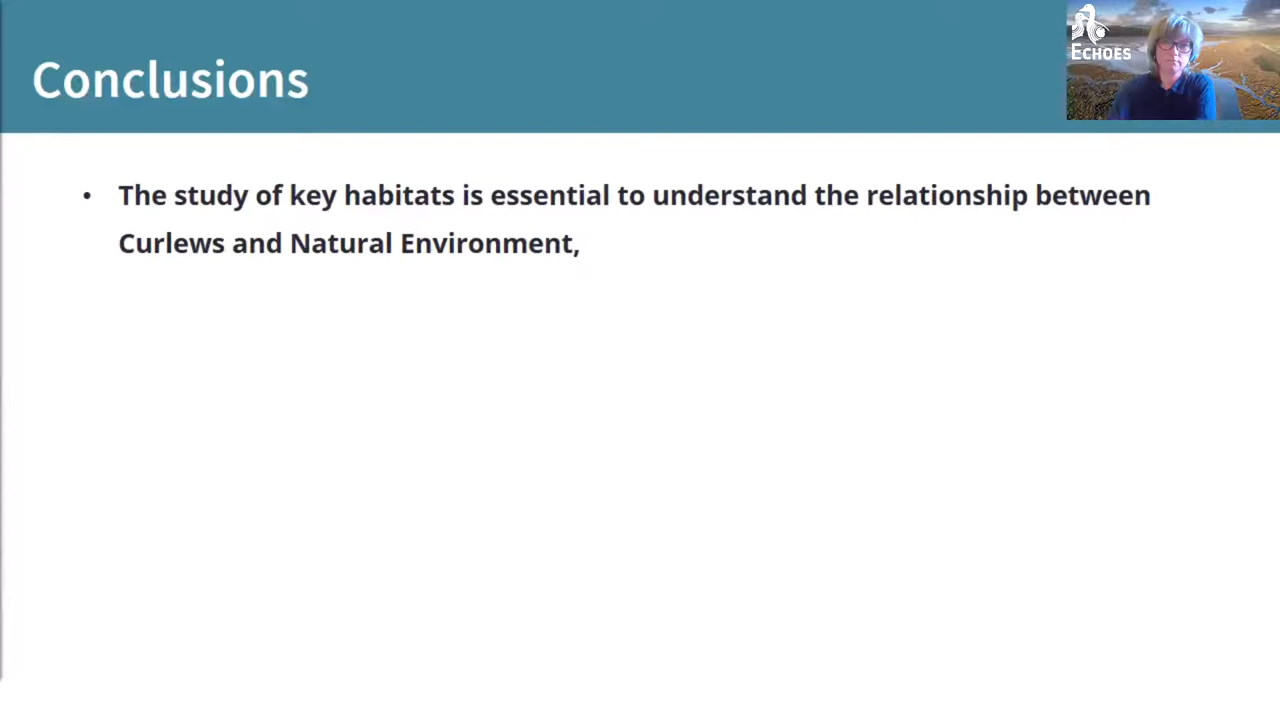 Conclusions
ECHOES
• The study of key habitats is essential to understand the relationship between
Curlews and Natural Environment,